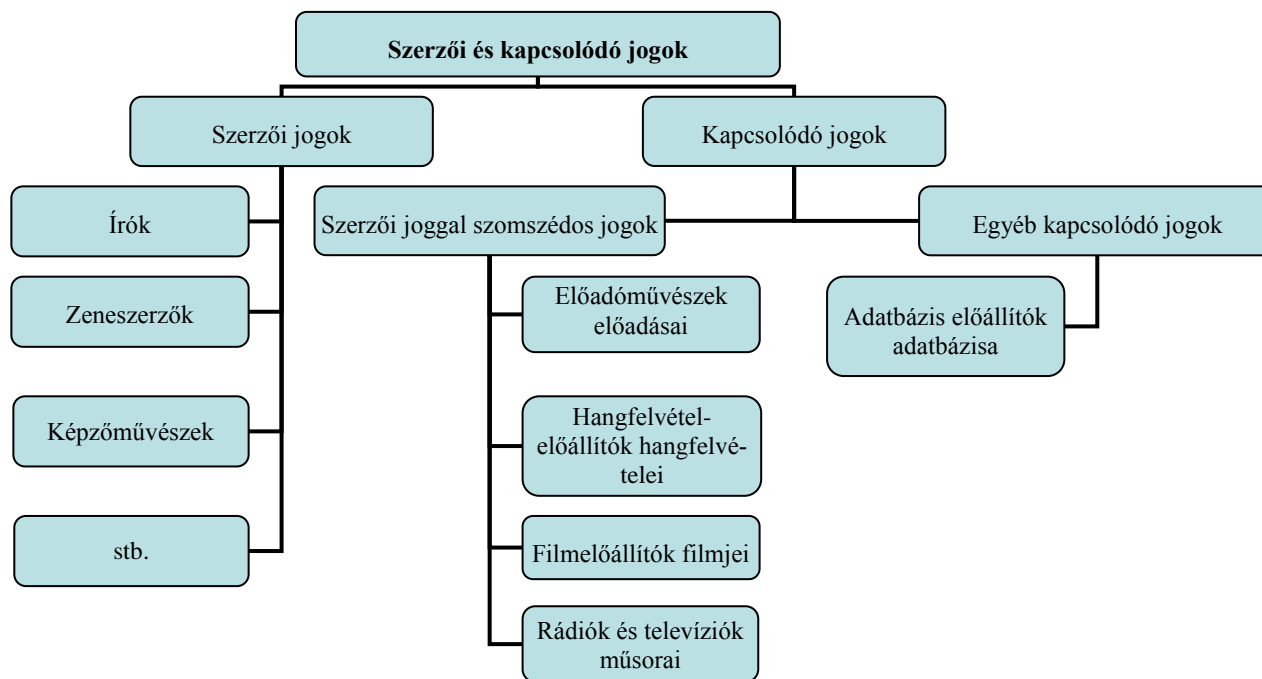 Szerzői és kapcsolódó jogok
Szerzői jogok
Kapcsolódó jogok
Írók
Szerzői joggal szomszédos jogok
Egyéb kapcsolódó jogok
Zeneszerzők
Előadóművészek
előadásai
Adatbázis előállítók
adatbázisa
Képzőművészek
Hangfelvétel-
előállítók hangfelvé-
telei
stb.
Filmelőállítók filmjei
Rádiók és televíziók
műsorai